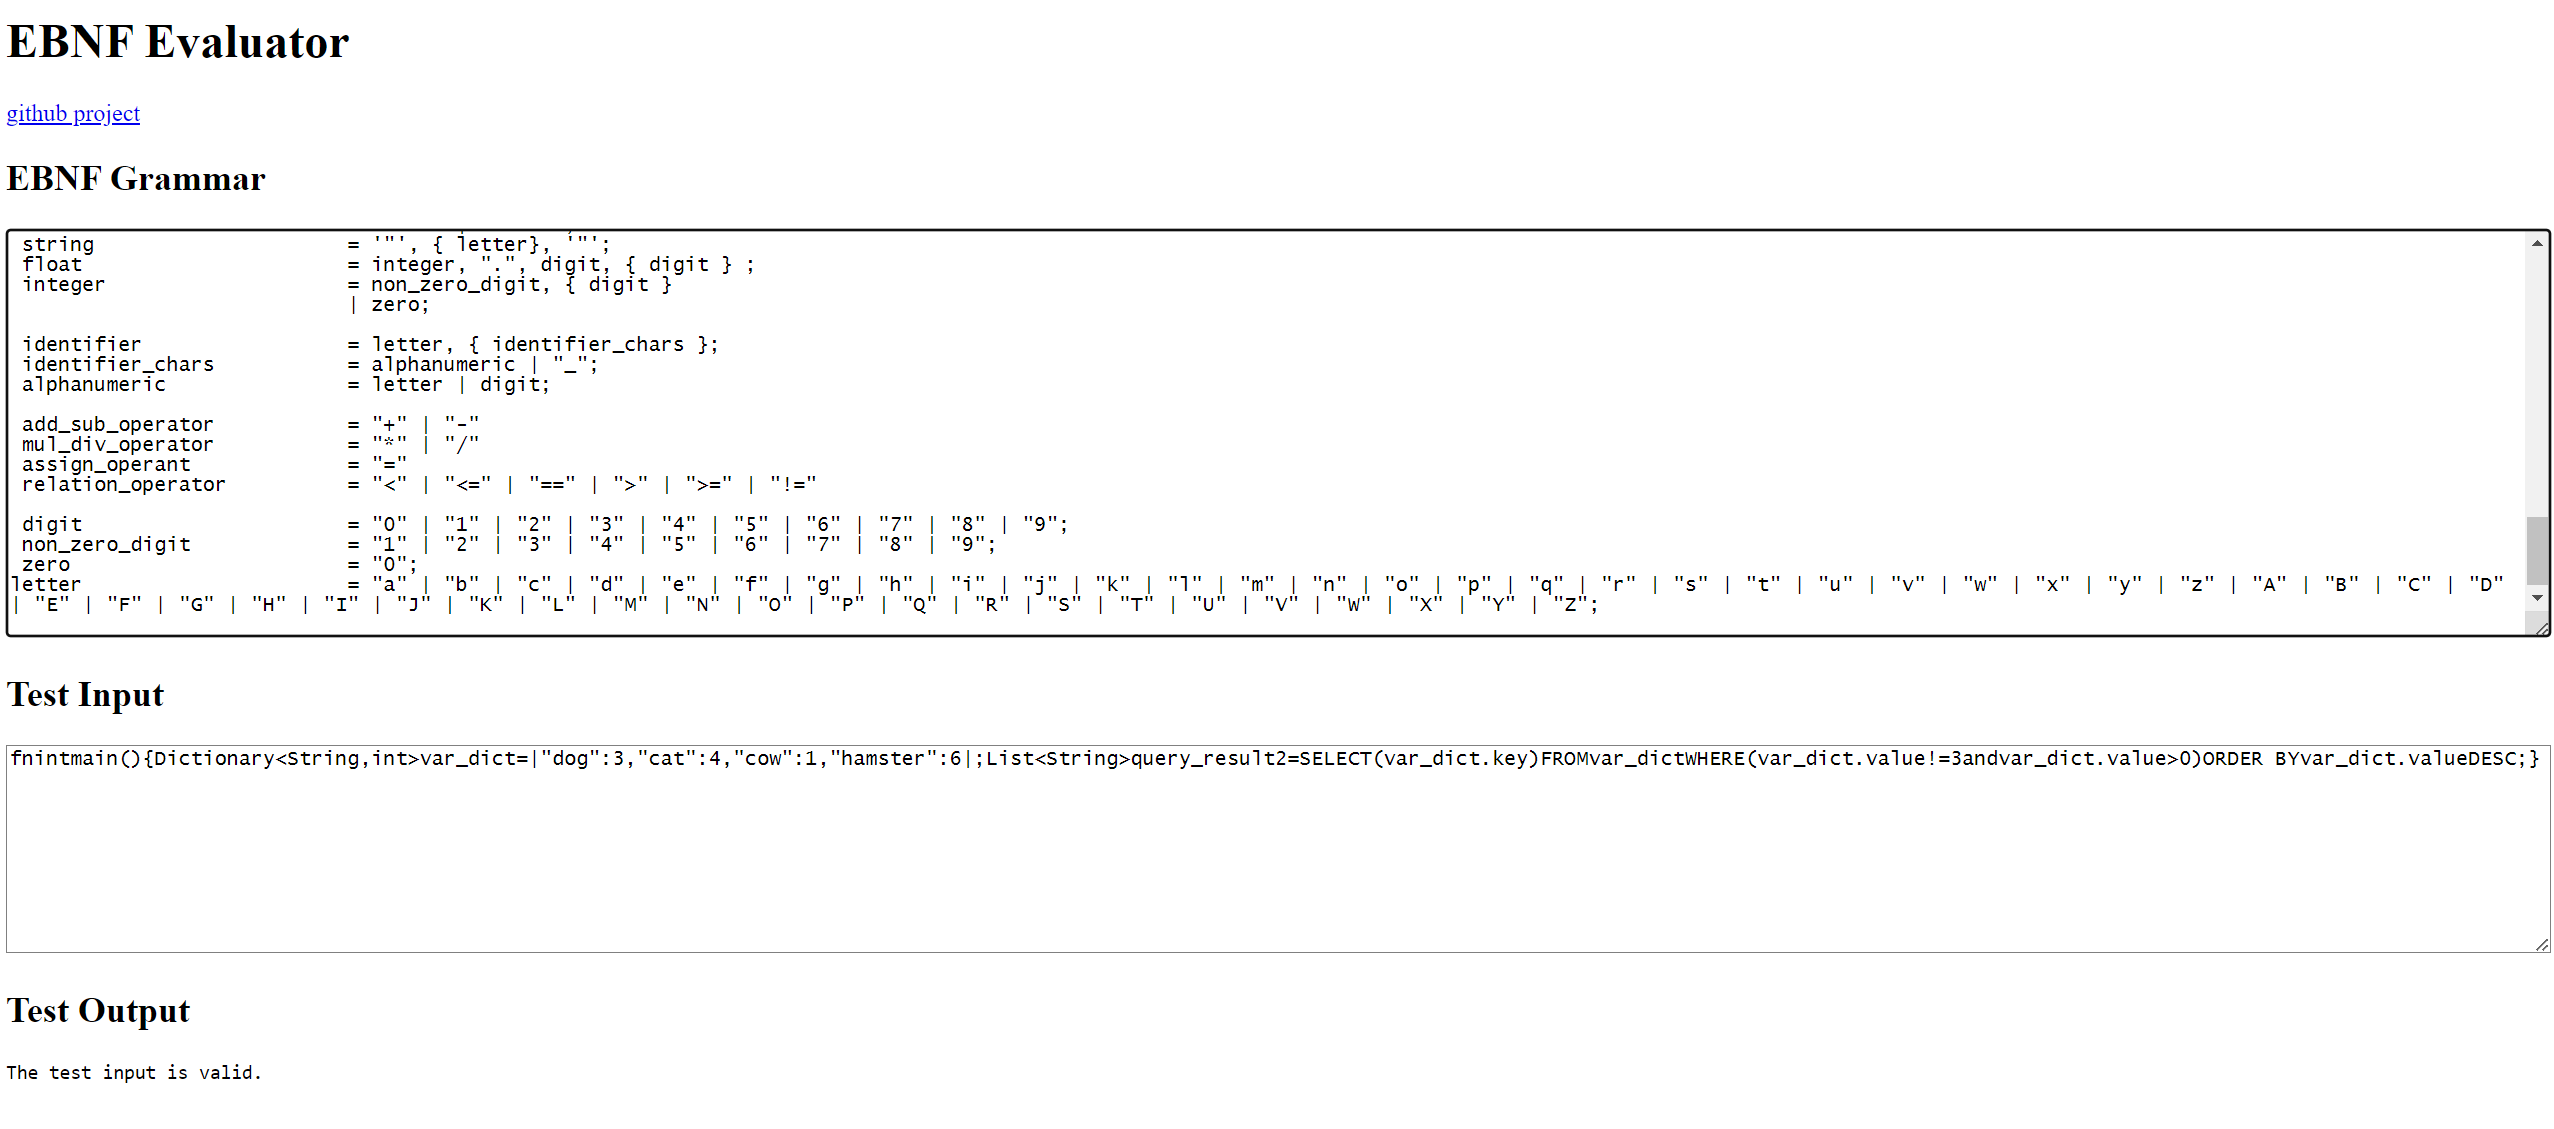 EBNF Evaluator
github project
EBNF Grammar
string = '"', { letter}, '"';
float = integer, ".", digit, { digit } ;
integer = non_zero_digit, { digit }
| zero;
identifier = letter, { identifier_chars };
identifier_chars = alphanumeric | "_";
alphanumeric = letter | digit;
add_sub_operator = "+" | "-"
mul_div_operator = "*" | "/"
assign_operant = "="
relation_operator = "<" | "<=" | "==" | ">" | ">=" | "!="
digit = "0" | "1" | "2" | "3" | "4" | "5" | "6" | "7" | "8" | "9";
non_zero_digit = "1" | "2" | "3" | "4" | "5" | "6" | "7" | "8" | "9";
zero = "0";
letter = "a" | "b" | "c" | "d" | "e" | "f" | "g" | "h" | "i" | "j" | "k" | "l" | "m" | "n" | "o" | "p" | "q" | "r" | "s" | "t" | "u" | "v" | "w" | "x" | "y" | "z" | "A" | "B" | "C" | "D"
| "E" | "F" | "G" | "H" | "I" | "J" | "K" | "L" | "M" | "N" | "O" | "P" | "Q" | "R" | "S" | "T" | "U" | "V" | "W" | "X" | "Y" | "Z";
Test Input
fnintmain(){Dictionary<String,int>var_dict=|"dog":3,"cat":4,"cow":1,"hamster":6|;List<String>query_result2=SELECT(var_dict.key)FROMvar_dictWHERE(var_dict.value!=3andvar_dict.value>0)ORDER BYvar_dict.valueDESC;}
Test Output
The test input is valid.